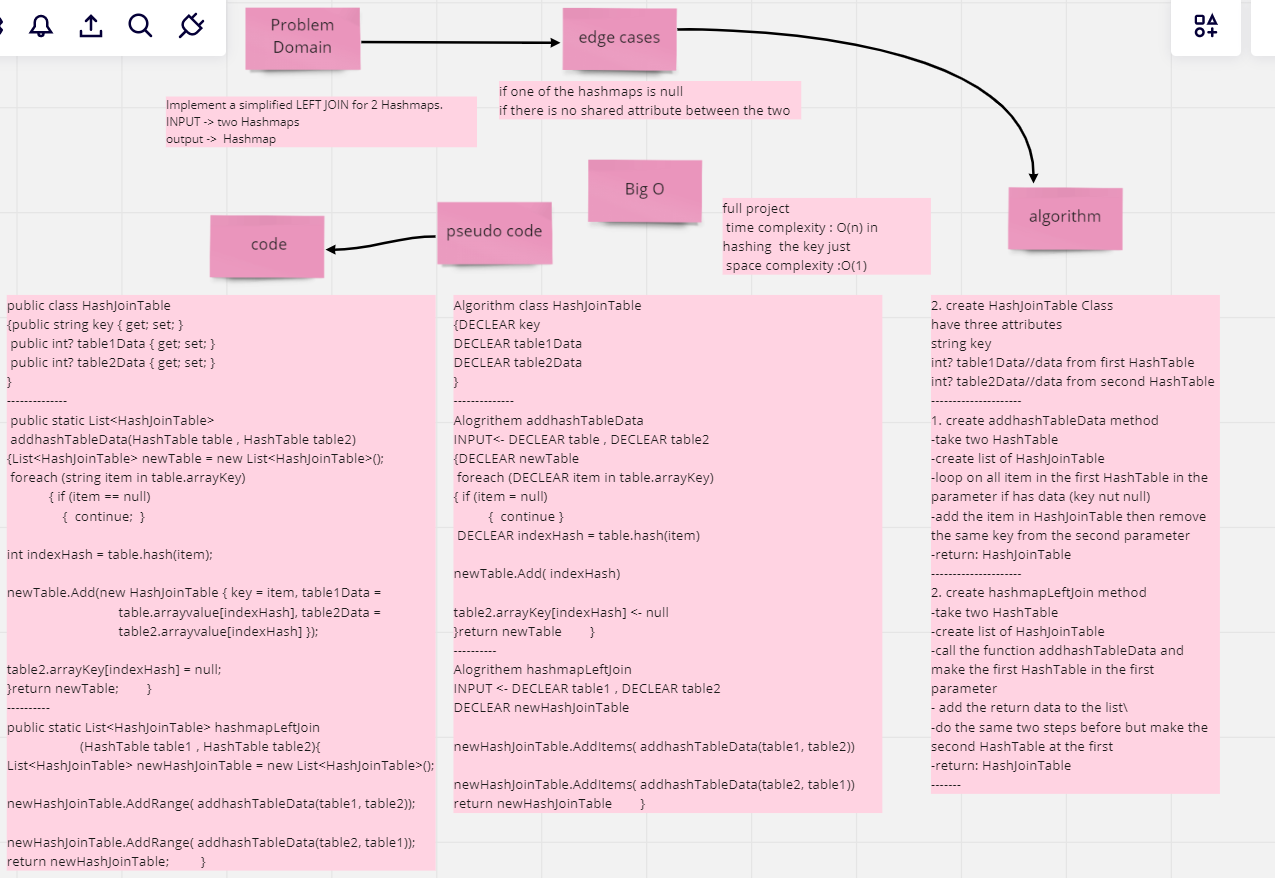 Problem
Domain
edge cases
Implement a simplified LEFT JOIN for 2 Hashmaps.
INPUT -> two Hashmaps
output -> Hashmap
if one of the hashmaps is null
if there is no shared attribute between the two
Big O
full project
time complexity : O(n) in
hashing the key just
space complexity :O(1)
algorithm
code
pseudo code
public class HashJoinTable
{public string key { get; set; }
public int? table1Data { get; set; }
public int? table2Data { get; set; }
}
--------------
public static List<HashJoinTable>
addhashTableData(HashTable table , HashTable table2)
{List<HashJoinTable> newTable = new List<HashJoinTable>();
foreach (string item in table.arrayKey)
{ if (item == null)
{ continue; }
int indexHash = table.hash(item);
newTable.Add(new HashJoinTable { key = item, table1Data =
table.arrayvalue[indexHash], table2Data =
table2.arrayvalue[indexHash] });
table2.arrayKey[indexHash] = null;
}return newTable; }
----------
public static List<HashJoinTable> hashmapLeftJoin
(HashTable table1 , HashTable table2){
List<HashJoinTable> newHashJoinTable = new List<HashJoinTable>();
newHashJoinTable.AddRange( addhashTableData(table1, table2));
newHashJoinTable.AddRange( addhashTableData(table2, table1));
return newHashJoinTable; }
Algorithm class HashJoinTable
{DECLEAR key
DECLEAR table1Data
DECLEAR table2Data
}
--------------
Alogrithem addhashTableData
INPUT<- DECLEAR table , DECLEAR table2
{DECLEAR newTable
foreach (DECLEAR item in table.arrayKey)
{ if (item = null)
{ continue }
DECLEAR indexHash = table.hash(item)
newTable.Add( indexHash)
table2.arrayKey[indexHash] <- null
}return newTable }
----------
Alogrithem hashmapLeftJoin
INPUT <- DECLEAR table1 , DECLEAR table2
DECLEAR newHashJoinTable
newHashJoinTable.AddItems( addhashTableData(table1, table2))
newHashJoinTable.AddItems( addhashTableData(table2, table1))
return newHashJoinTable }
2. create HashJoinTable Class
have three attributes
string key
int? table1Data//data from first HashTable
int? table2Data//data from second HashTable
---------------------
1. create addhashTableData method
-take two HashTable
-create list of HashJoinTable
-loop on all item in the first HashTable in the
parameter if has data (key nut null)
-add the item in HashJoinTable then remove
the same key from the second parameter
-return: HashJoinTable
---------------------
2. create hashmapLeftJoin method
-take two HashTable
-create list of HashJoinTable
-call the function addhashTableData and
make the first HashTable in the first
parameter
- add the return data to the list\
-do the same two steps before but make the
second HashTable at the first
-return: HashJoinTable
-------